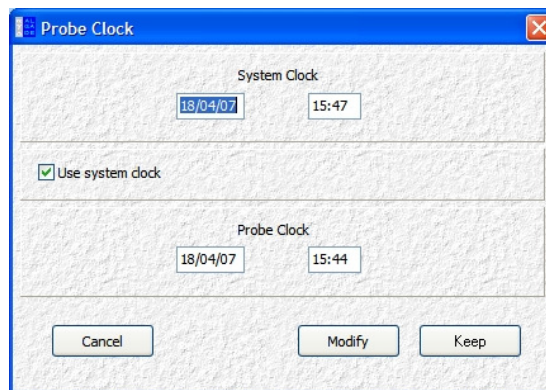 Probe Clock
System Clock
18/04/07 15:47
Use system clock
Probe Clock
18/04/07 15:44
Cancel Modify Keep